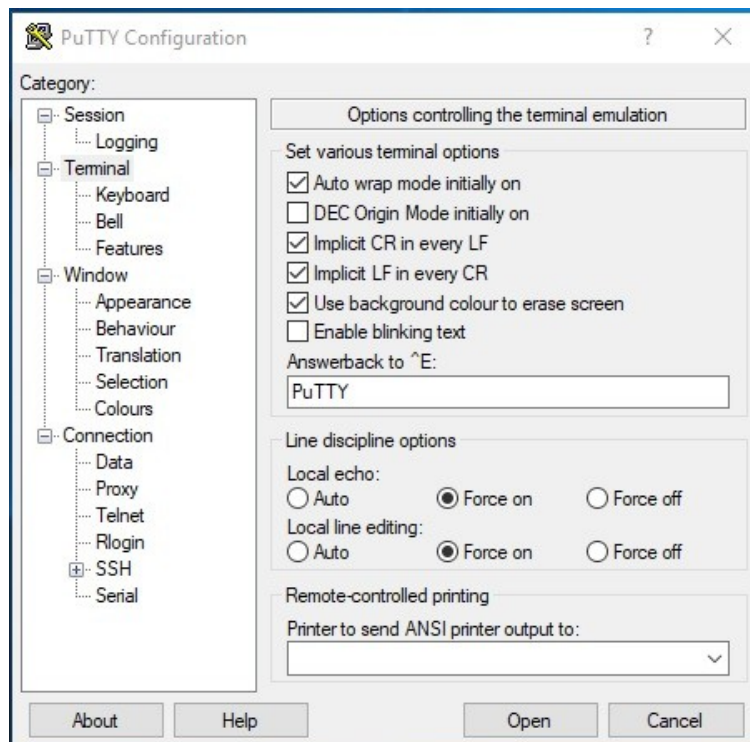 PuTTY Configuration
?
Category:
Session
Logging
Terminal
Keyboard
Bell
Features
Window
Appearance
Behaviour
Translation
Selection
Colours
Connection
Data
Proxy
Telnet
Rlogin
SSH
Serial
Options controlling the terminal emulation
Set various terminal options
Auto wrap mode initially on
DEC Origin Mode initially on
Implicit CR in every LF
Implicit LF in every CR
Use background colour to erase screen
Enable blinking text
Answerback to ^E:
PuTTY
Line discipline options
Local echo:
Auto Force on Force off
Local line editing:
Auto Force on Force off
Remote-controlled printing
Printer to send ANSI printer output to:
About Help Open Cancel